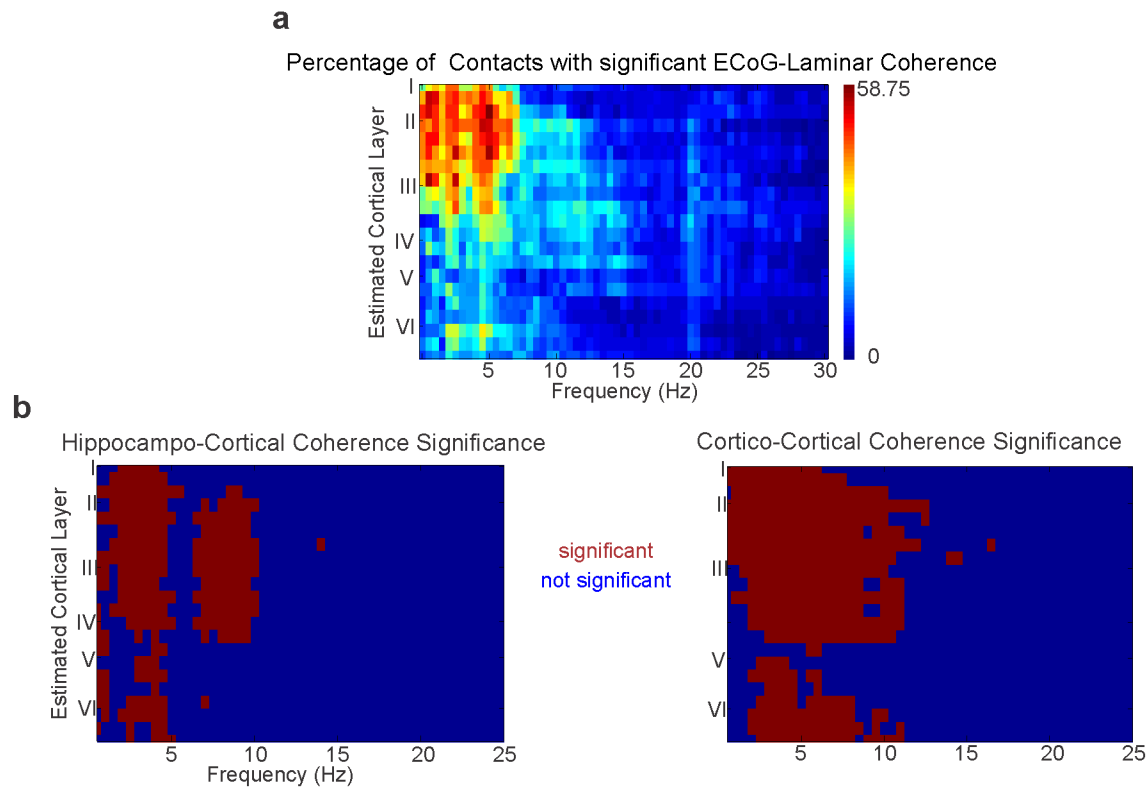 a
Percentage of Contacts with significant ECoG-Laminar Coherence
Estimated Cortical Layer
I
II
III
IV
V
VI
5 10 15 20 25 30
Frequency (Hz)
58.75
0
b
Hippocampo-Cortical Coherence Significance
Estimated Cortical Layer
I
II
III
IV
V
VI
5 10 15 20 25
Frequency (Hz)
significant
not significant
Cortico-Cortical Coherence Significance
I
II
III
V
VI
5 10 15 20 25